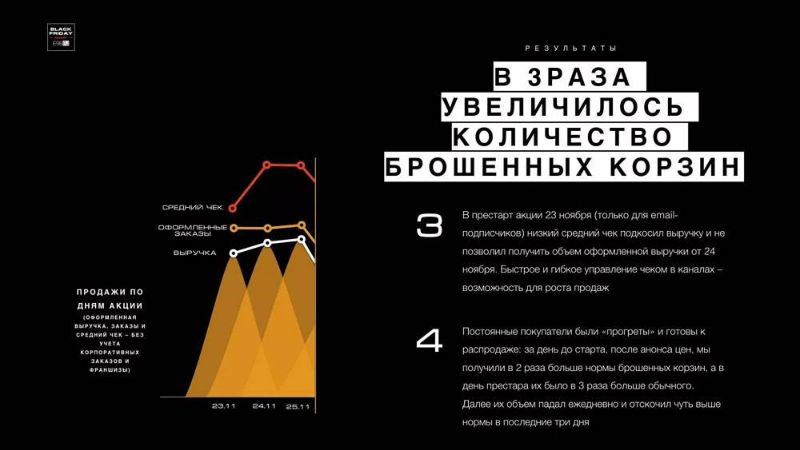 BLACK
FRIDAY
РЕЗУЛЬТАТЫ
В 3РАЗА
УВЕЛИЧИЛОСЬ
КОЛИЧЕСТВО
БРОШЕННЫХ КОРЗИН
СРЕДНИЙ ЧЕК
ОФОРМЛЕННЫЕ
ЗАКАЗЫ
ВЫРУЧКА
ПРОДАЖИ ПО
ДНЯМ АКЦИИ
(ОФОРМЛЕННАЯ
ВЫРУЧКА, ЗАКАЗЫ И
СРЕДНИЙ ЧЕК – БЕЗ
УЧЕТА
КОРПОРАТИВНЫХ
ЗАКАЗОВ И
ФРАНШИЗЫ)
23.11 24.11 25.11
3
В престарт акции 23 ноября (только для email-
подписчиков) низкий средний чек подкосил выручку и не
позволил получить объем оформленной выручки от 24
ноября. Быстрое и гибкое управление чеком в каналах –
возможность для роста продаж
4
Постоянные покупатели были «прогреты» и готовы к
распродаже: за день до старта, после анонса цен, мы
получили в 2 раза больше нормы брошенных корзин, а в
день престара их было в 3 раза больше обычного.
Далее их объем падал ежедневно и отскочил чуть выше
нормы в последние три дня